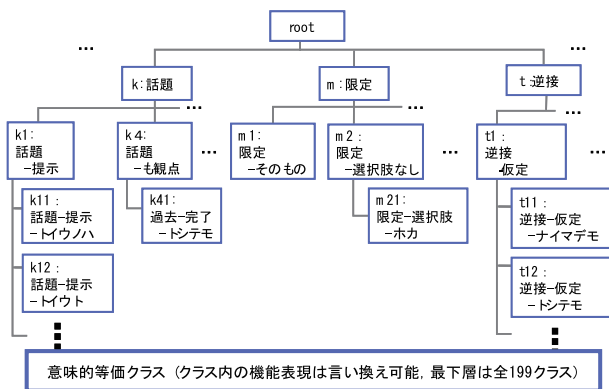 root
k:話題
m:限定
t:逆接
k1:
話題
-提示
k4:
話題
-も観点
m1:
限定
-そのもの
m2:
限定
-選択肢なし
t1:
逆接
-仮定
k11:
話題-提示
-トイウノハ
k12:
話題-提示
-トイウト
k41:
過去-完了
-トシテモ
m21:
限定-選択肢
-ホカ
t11:
逆接-仮定
-ナイマデモ
t12:
逆接-仮定
-トシテモ
意味的等価クラス (クラス内の機能表現は言い換え可能, 最下層は全199クラス)